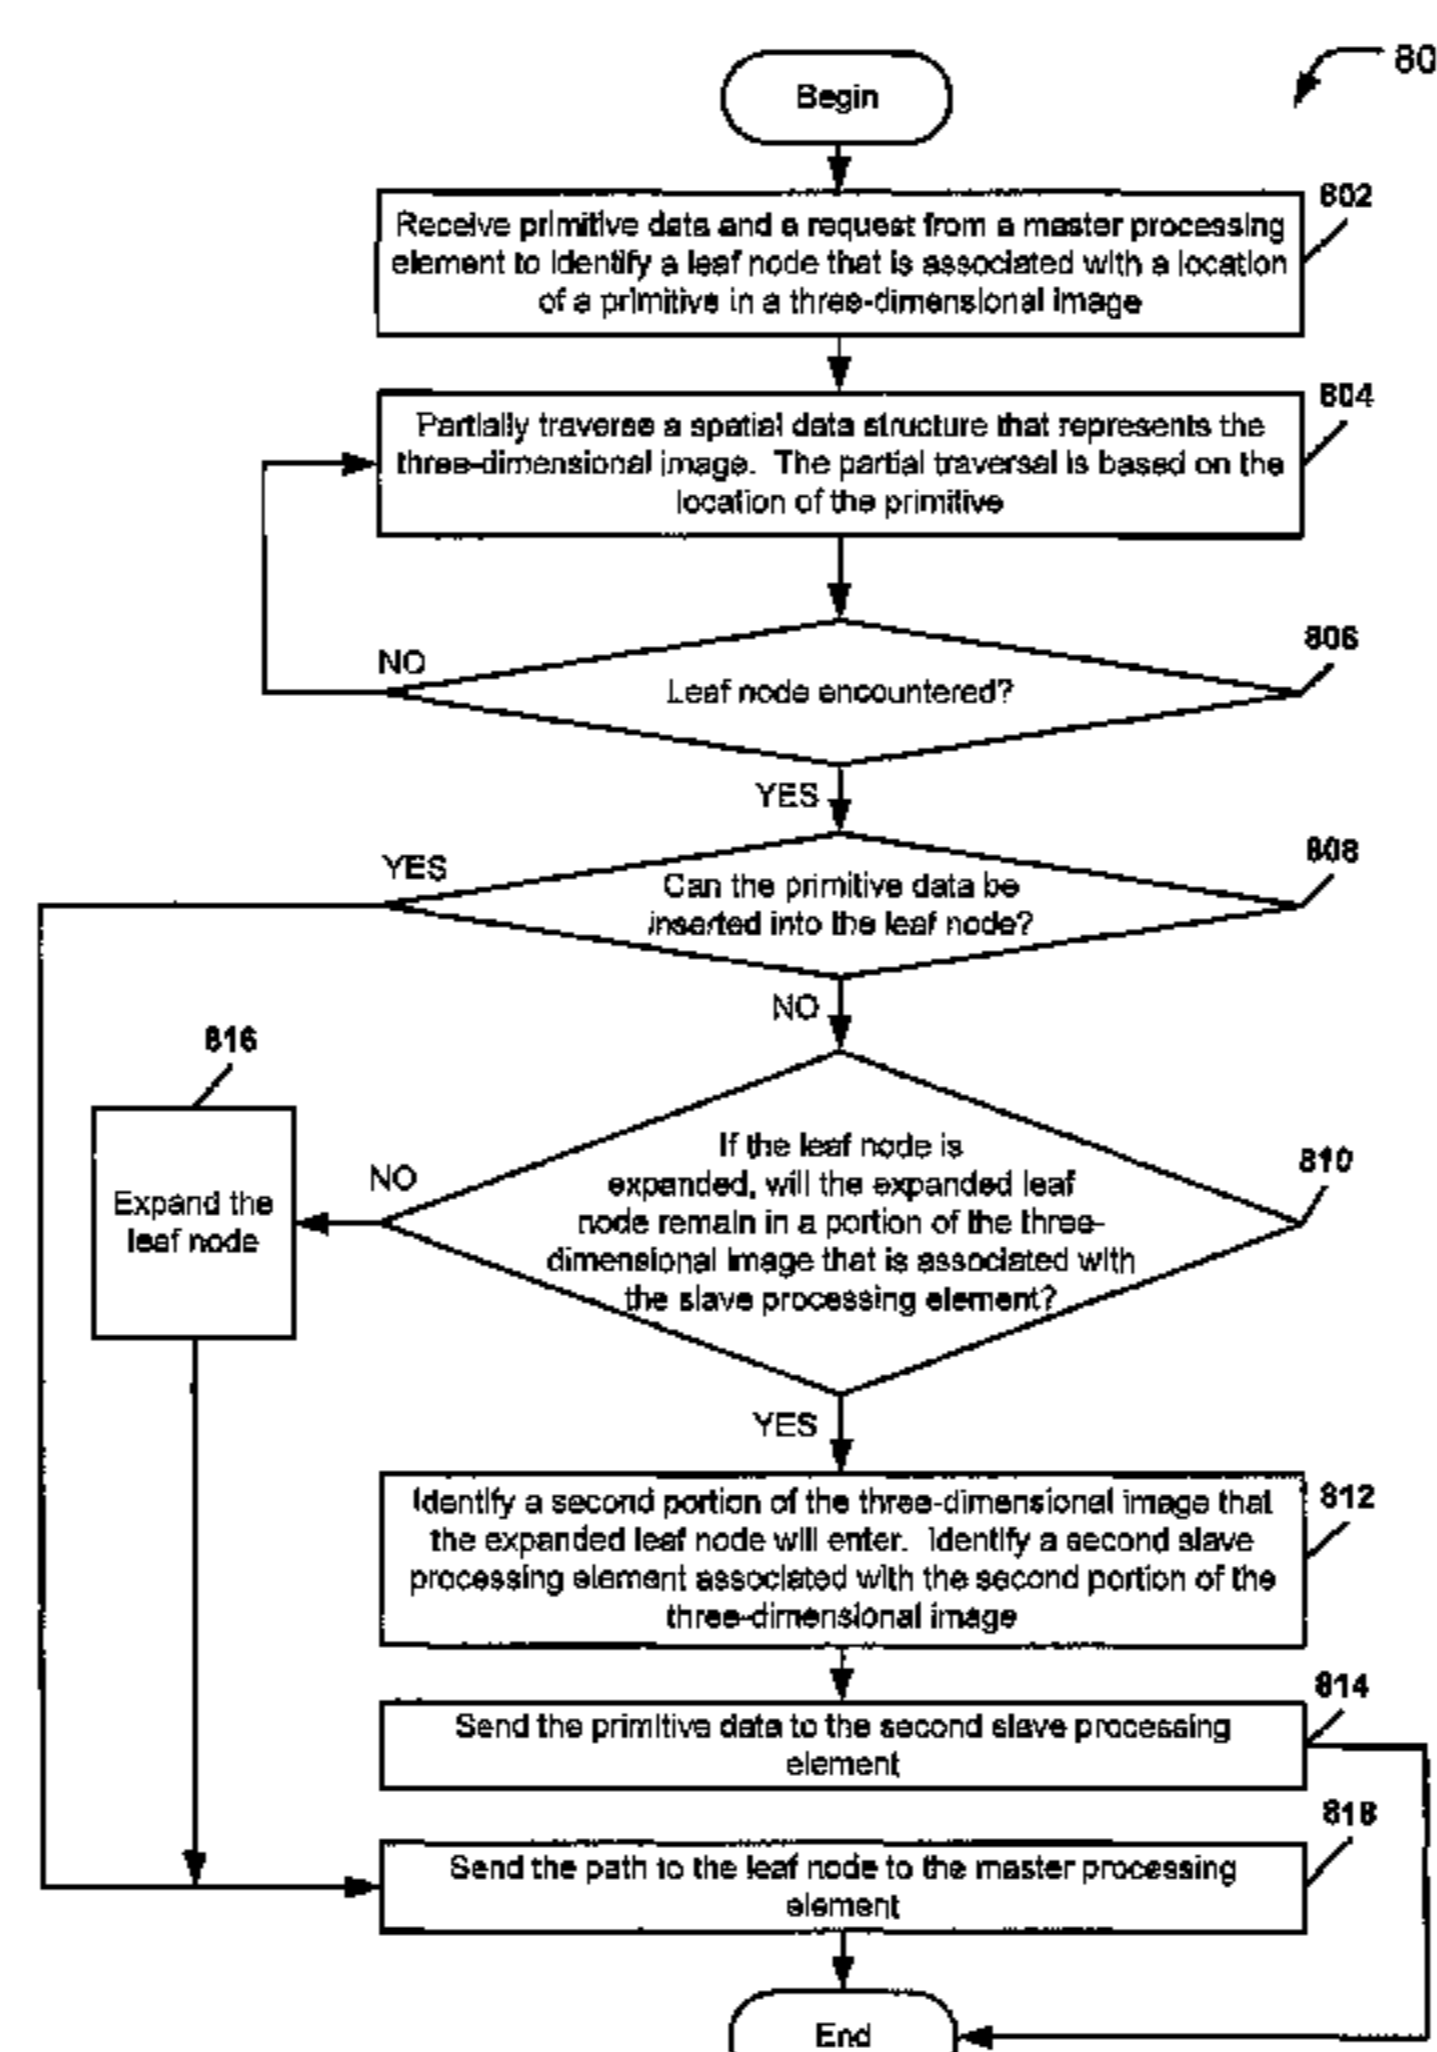 80
Begin
802
Receive primitive data and a request from a master processing
element to identify a leaf node that is associated with a location
of a primitive in a three-dimensional image
804
Partially traverse a spatial data structure that represents the
three-dimensional image. The partial traversal is based on the
location of the primitive
806
NO
Leaf node encountered?
YES
808
YES
Can the primitive data be
inserted into the leaf node?
NO
816
810
NO
If the leaf node is
expanded, will the expanded leaf
node remain in a portion of the three-
dimensional image that is associated with
the slave processing element?
Expand the
leaf node
YES
812
Identify a second portion of the three-dimensional image that
the expanded leaf node will enter. Identify a second slave
processing element associated with the second portion of the
three-dimensional image
814
Send the primitive data to the second slave processing
element
818
Send the path to the leaf node to the master processing
element
End